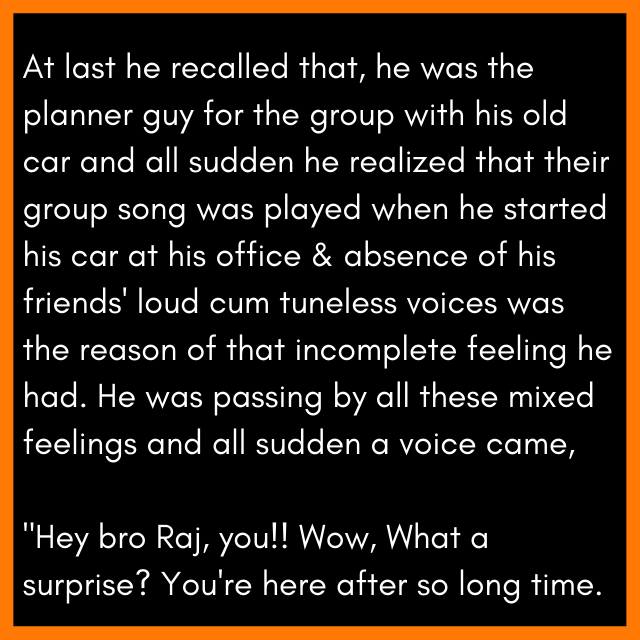 At last he recalled that, he was the
planner guy for the group with his old
car and all sudden he realized that their
group song was played when he started
his car at his office & absence of his
friends' loud cum tuneless voices was
the reason of that incomplete feeling he
had. He was passing by all these mixed
feelings and all sudden a voice came,
"Hey bro Raj, you!! Wow, What a
surprise? You're here after so long time.